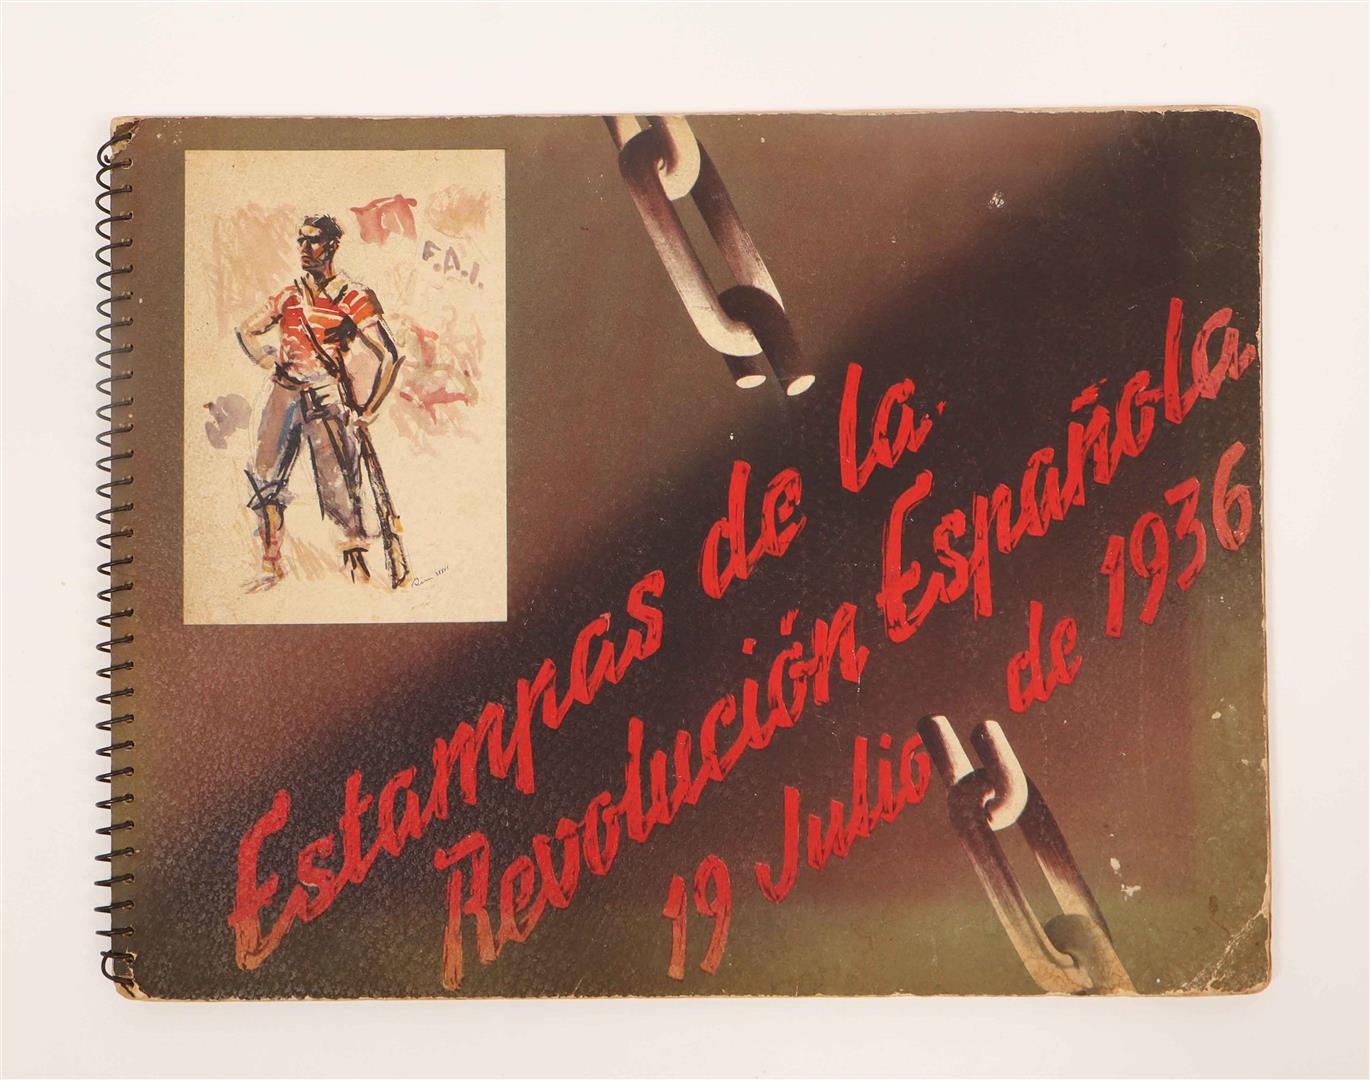 F.A.I.
Estampas de la
Revolución Española
19 Julio de 1936